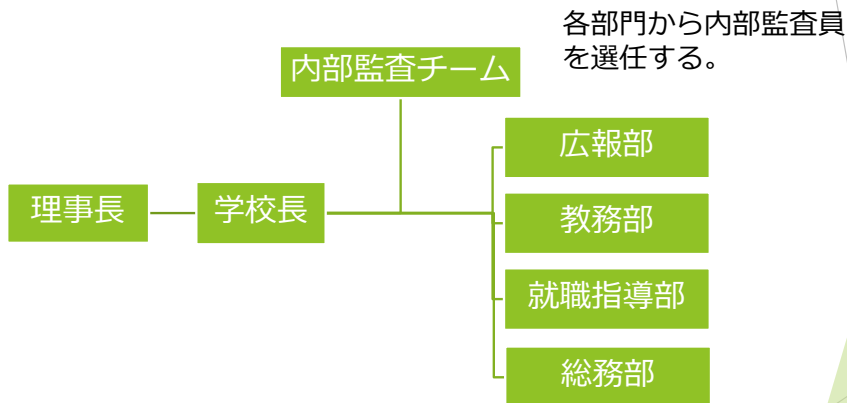 各部門から内部監査員
を選任する。
内部監査チーム
広報部
理事長
学校長
教務部
就職指導部
総務部